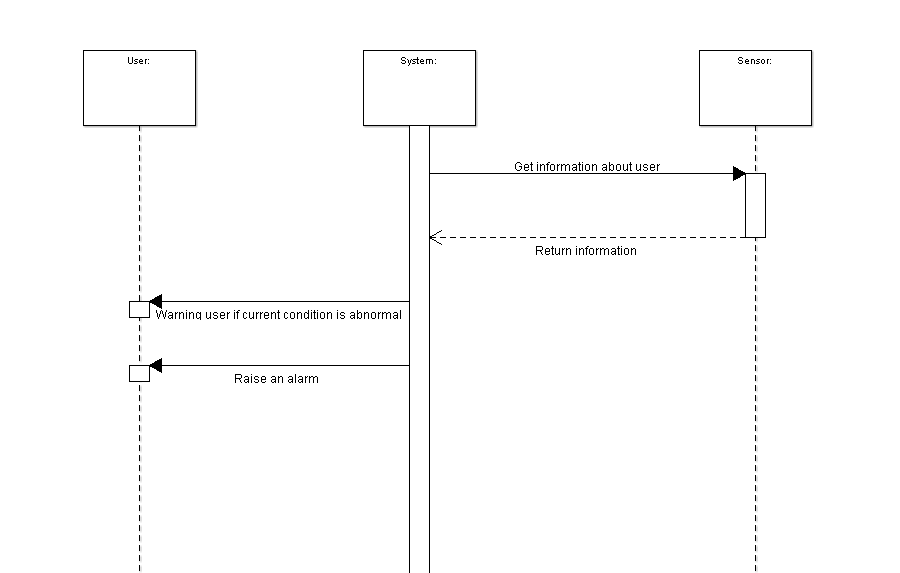 User:
System:
Sensor:
Get information about user
Return information
Warning user if current condition is abnormal
Raise an alarm